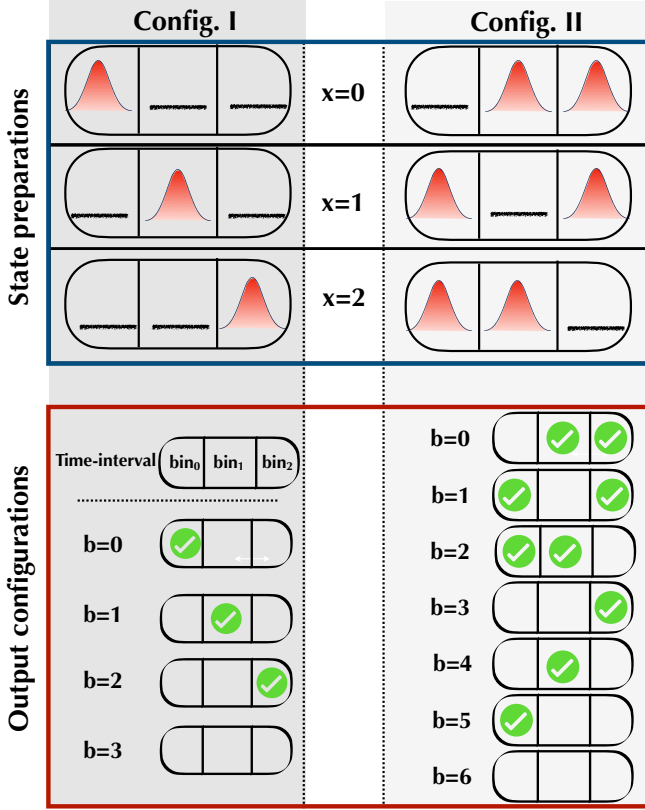 Config. I
Config. II
State preparations
x=0
x=1
x=2
Output configurations
Time-interval
bin₀
bin₁
bin₂
b=0
b=1
b=2
b=3
b=0
b=1
b=2
b=3
b=4
b=5
b=6